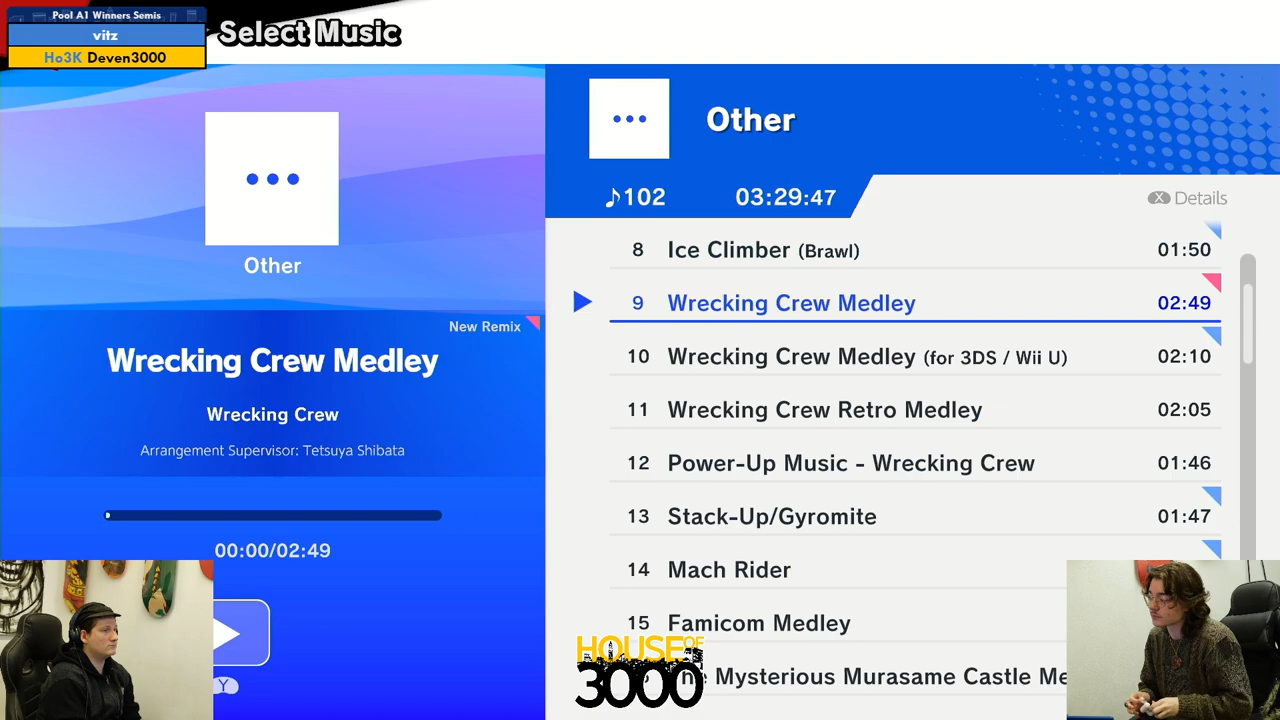 Pool A1 Winners Semis
vitz
Ho3K Deven3000
Select Music
Other
Other
♪102 03:29:47
X Details
New Remix
Wrecking Crew Medley
Wrecking Crew
Arrangement Supervisor: Tetsuya Shibata
00:00/02:49
Y
8 Ice Climber (Brawl) 01:50
9 Wrecking Crew Medley 02:49
10 Wrecking Crew Medley (for 3DS / Wii U) 02:10
11 Wrecking Crew Retro Medley 02:05
12 Power-Up Music - Wrecking Crew 01:46
13 Stack-Up/Gyromite 01:47
14 Mach Rider
15 Famicom Medley
Mysterious Murasame Castle Me
HOUSE OF
3000